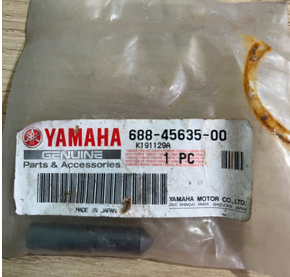 YAMAHA 688-45635-00
GENUINE K191129A
Parts & Accessories 1 PC
YAMAHA MOTOR CO., LTD.
MADE IN JAPAN